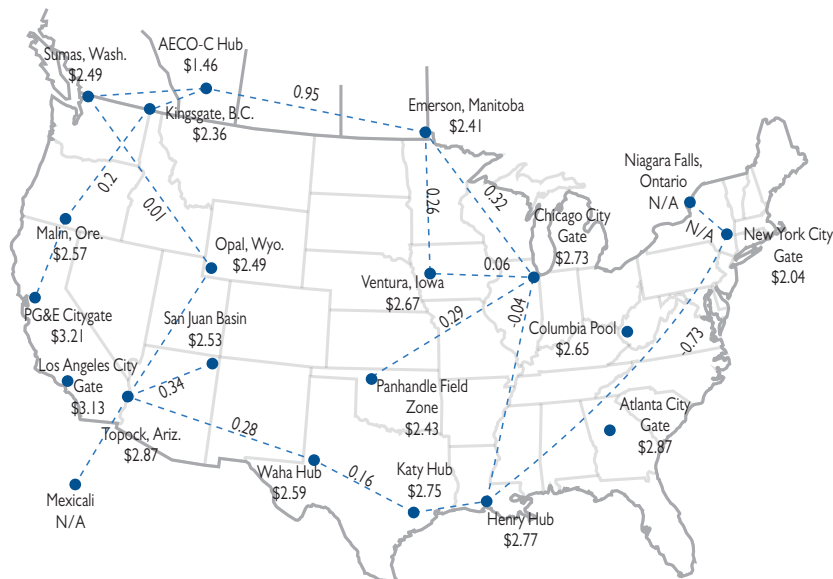 AECO-C Hub
$1.46
Sumas, Wash.
$2.49
Kingsgate, B.C.
$2.36
0.95
Emerson, Manitoba
$2.41
Niagara Falls,
Ontario
N/A
N/A
New York City
Gate
$2.04
0.2
0.01
0.26
0.32
Chicago City
Gate
$2.73
Malin, Ore.
$2.57
Opal, Wyo.
$2.49
Ventura, Iowa
$2.67
0.06
PG&E Citygate
$3.21
San Juan Basin
$2.53
0.29
-0.04
Columbia Pool
$2.65
-0.73
Los Angeles City
Gate
$3.13
0.34
Panhandle Field
Zone
$2.43
Atlanta City
Gate
$2.87
Topock, Ariz.
$2.87
0.28
Waha Hub
$2.59
0.16
Katy Hub
$2.75
Henry Hub
$2.77
Mexicali
N/A